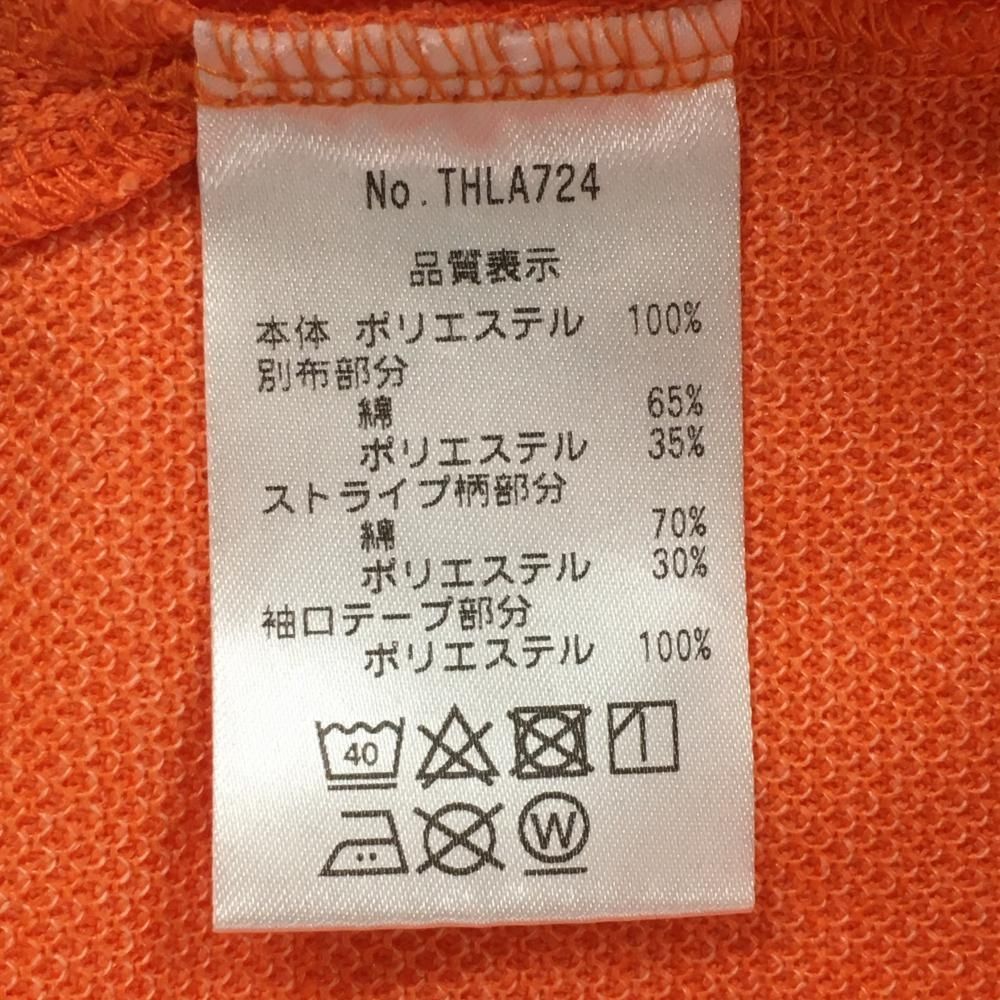 No.THLA724
品質表示
本体 ポリエステル 100%
別布部分
綿 65%
ポリエステル 35%
ストライプ柄部分
綿 70%
ポリエステル 30%
袖口テープ部分
ポリエステル 100%
40
W